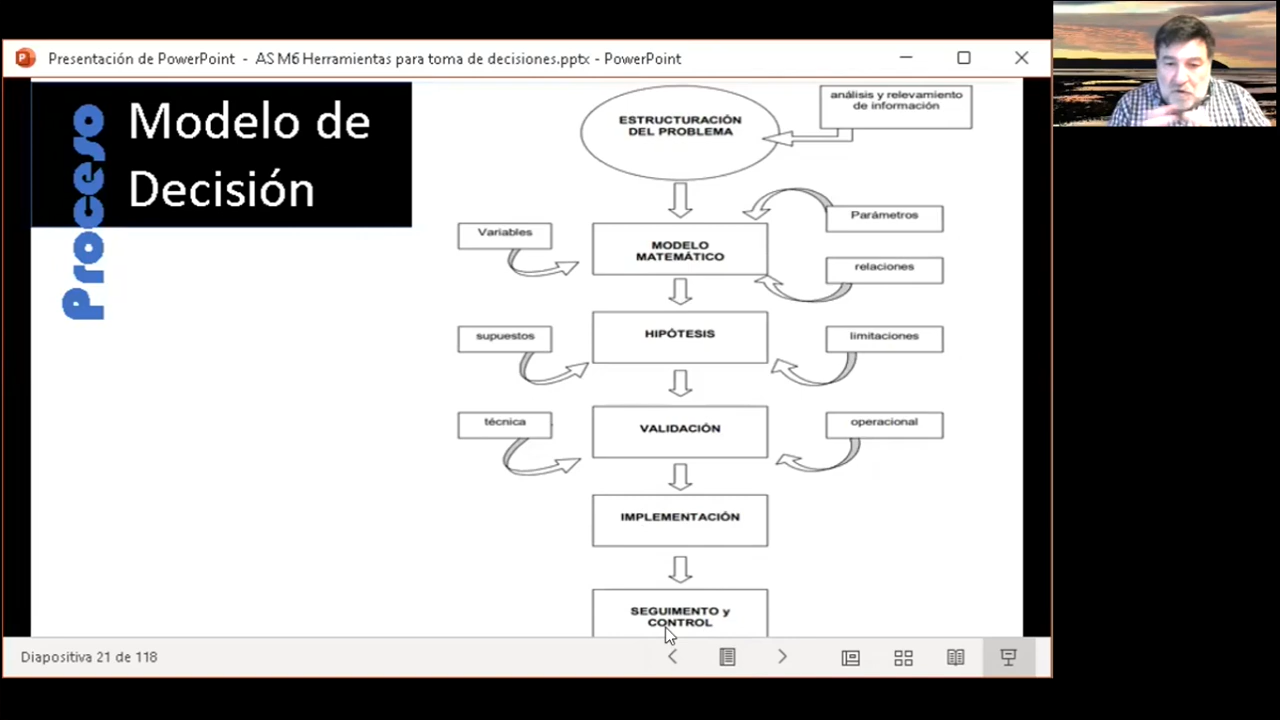 Presentación de PowerPoint - AS M6 Herramientas para toma de decisiones.pptx - PowerPoint
Proceso
Modelo de
Decisión
ESTRUCTURACIÓN
DEL PROBLEMA
análisis y relevamiento
de información
Variables
MODELO
MATEMÁTICO
Parámetros
relaciones
supuestos
HIPÓTESIS
limitaciones
técnica
VALIDACIÓN
operacional
IMPLEMENTACIÓN
SEGUIMENTO y
CONTROL
Diapositiva 21 de 118